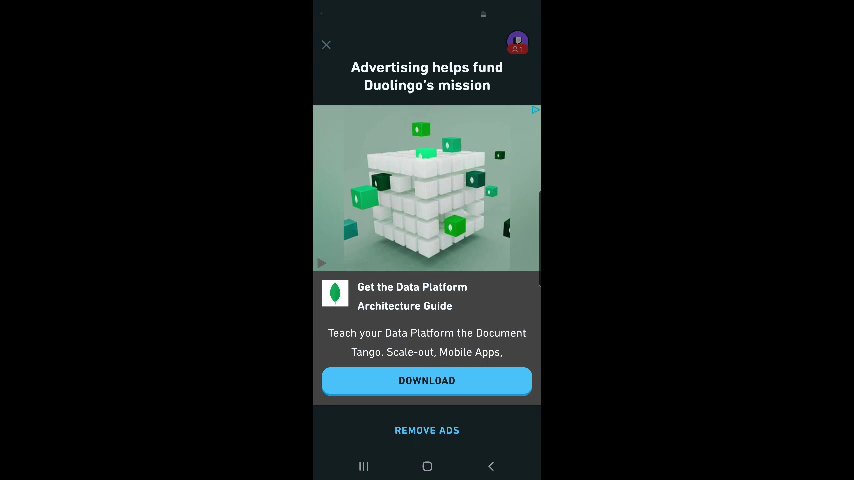 Advertising helps fund
Duolingo's mission
Get the Data Platform
Architecture Guide
Teach your Data Platform the Document
Tango. Scale-out, Mobile Apps,
DOWNLOAD
REMOVE ADS